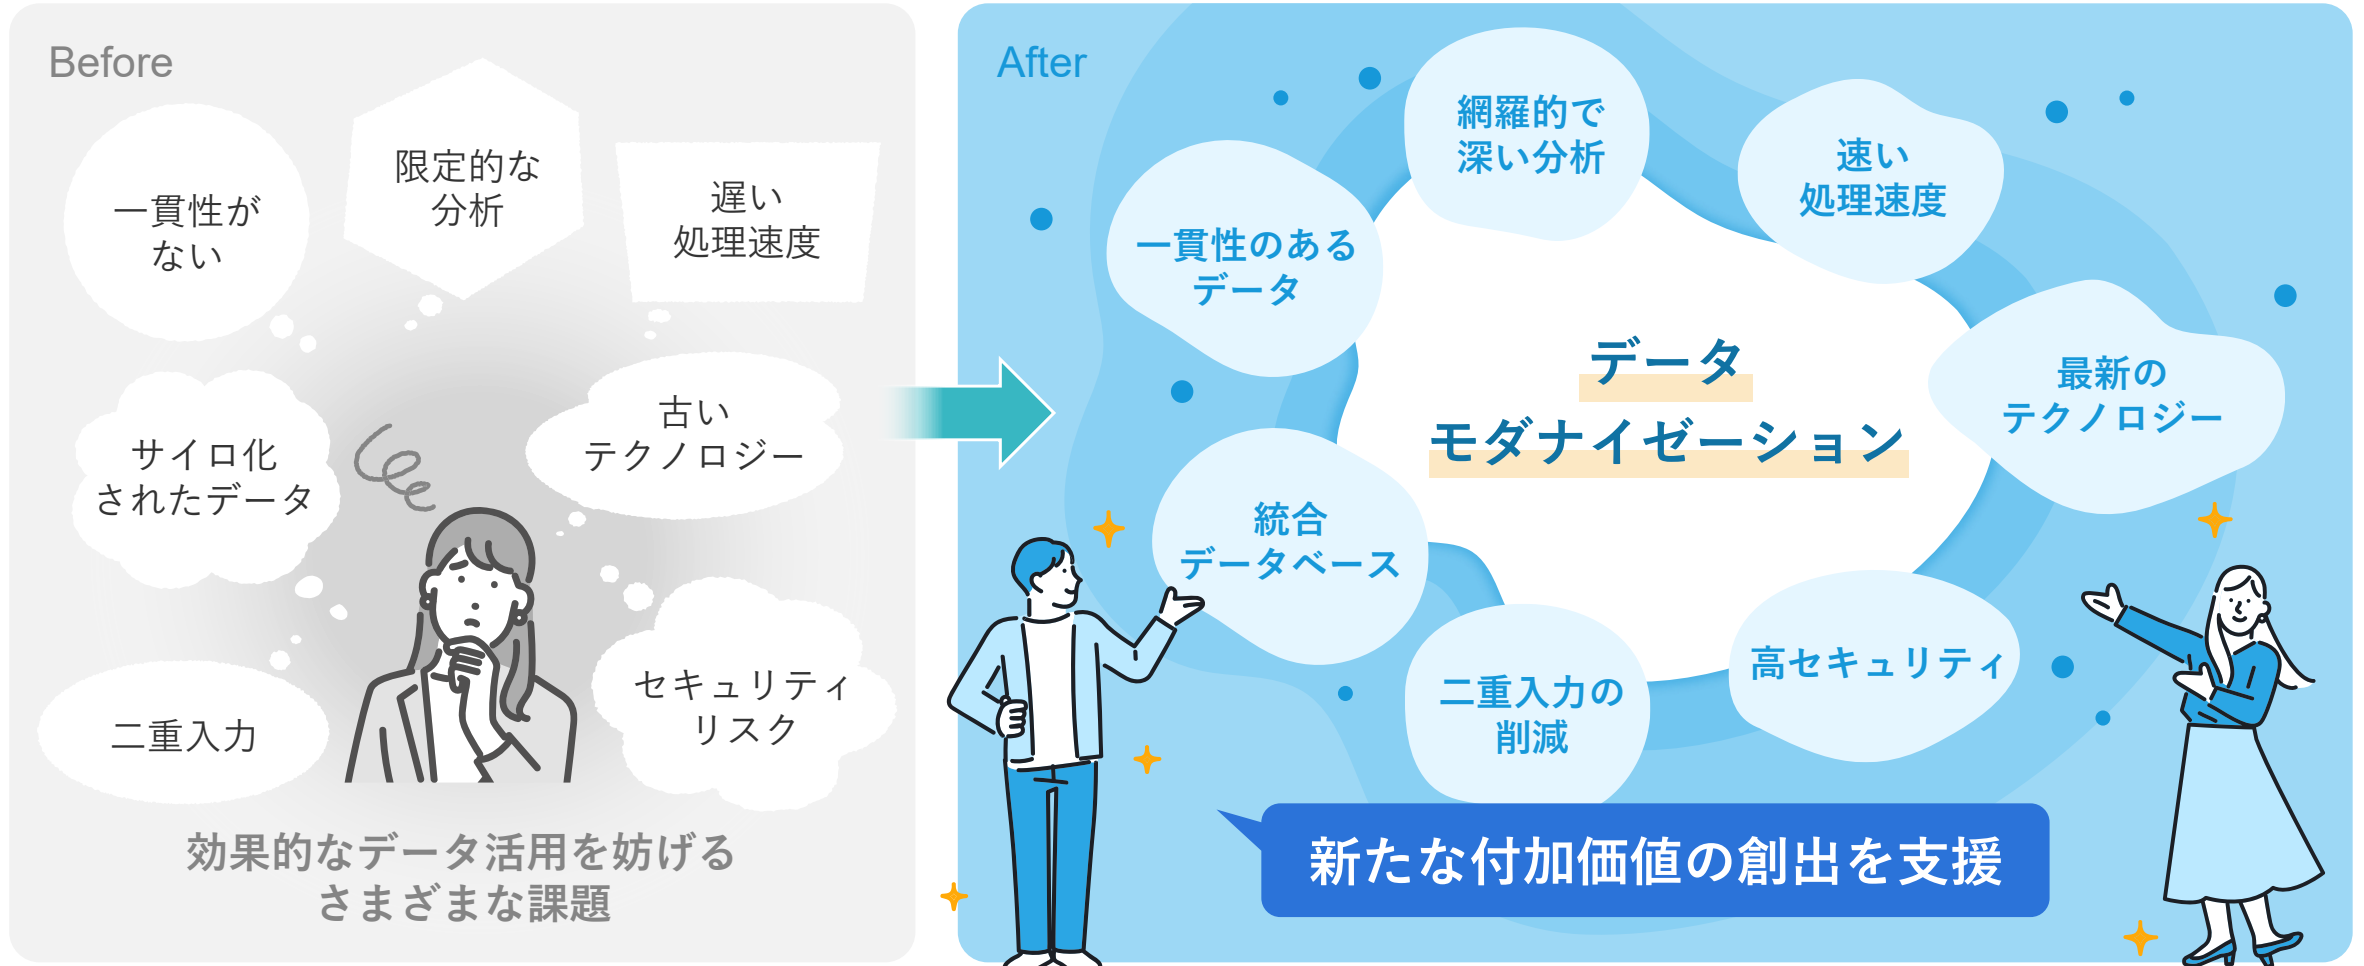 Before
一貫性が
ない
限定的な
分析
遅い
処理速度
サイロ化
されたデータ
古い
テクノロジー
二重入力
セキュリティ
リスク
効果的なデータ活用を妨げる
さまざまな課題
After
網羅的で
深い分析
速い
処理速度
一貫性のある
データ
最新の
テクノロジー
データ
モダナイゼーション
統合
データベース
二重入力の
削減
高セキュリティ
新たな付加価値の創出を支援